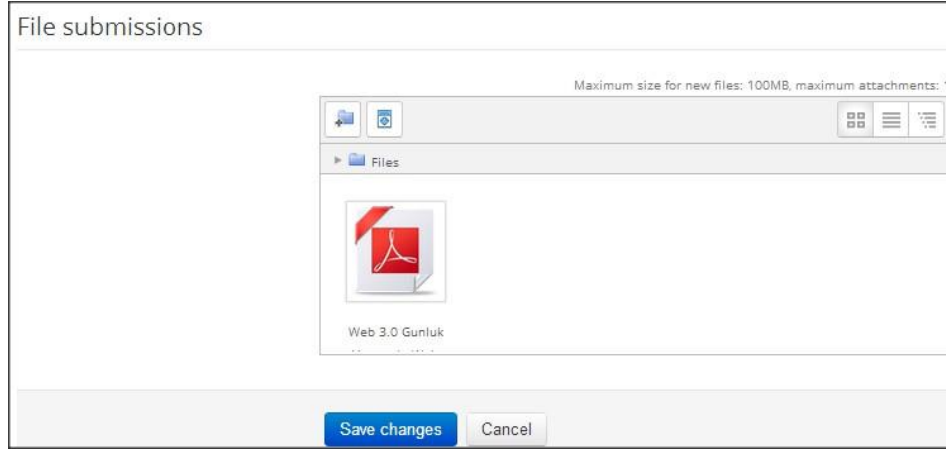 File submissions
Maximum size for new files: 100MB, maximum attachments:
Files
Web 3.0 Gunluk
Save changes
Cancel